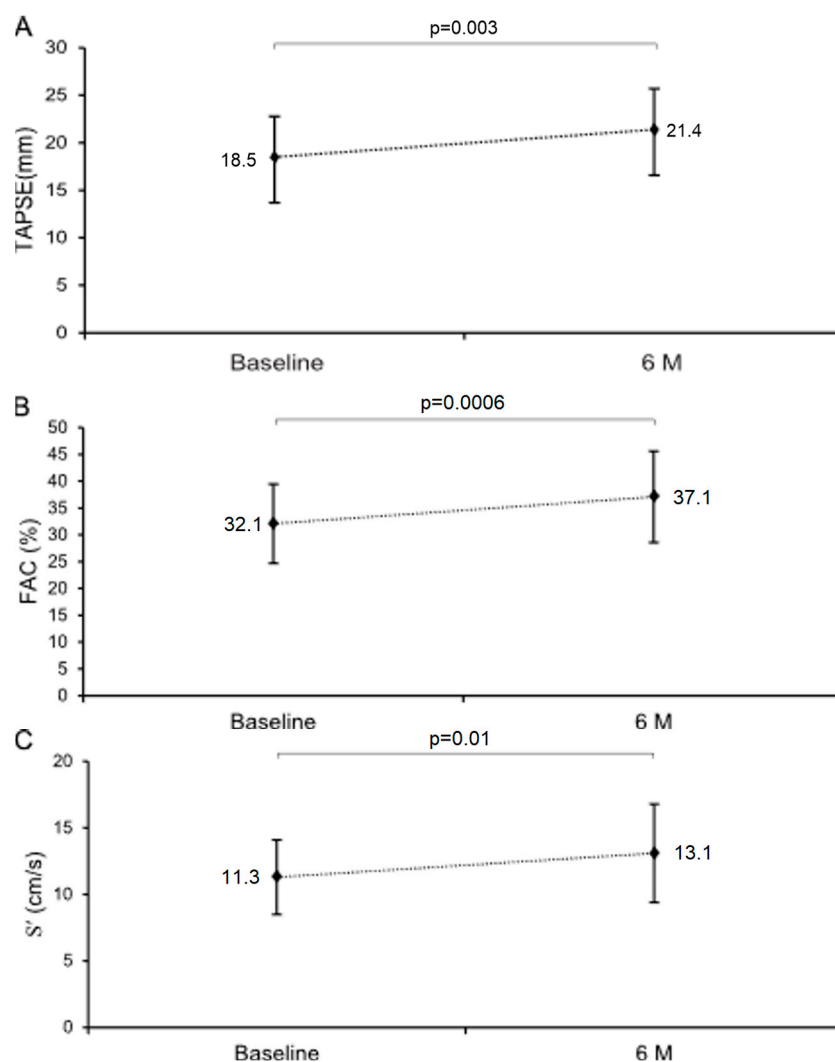 A
p=0.003
30
25
20
15
10
5
0
TAPSE(mm)
18.5
21.4
Baseline
6 M
B
p=0.0006
50
45
40
35
30
25
20
15
10
5
0
FAC (%)
32.1
37.1
Baseline
6 M
C
p=0.01
20
15
10
5
0
S′ (cm/s)
11.3
13.1
Baseline
6 M